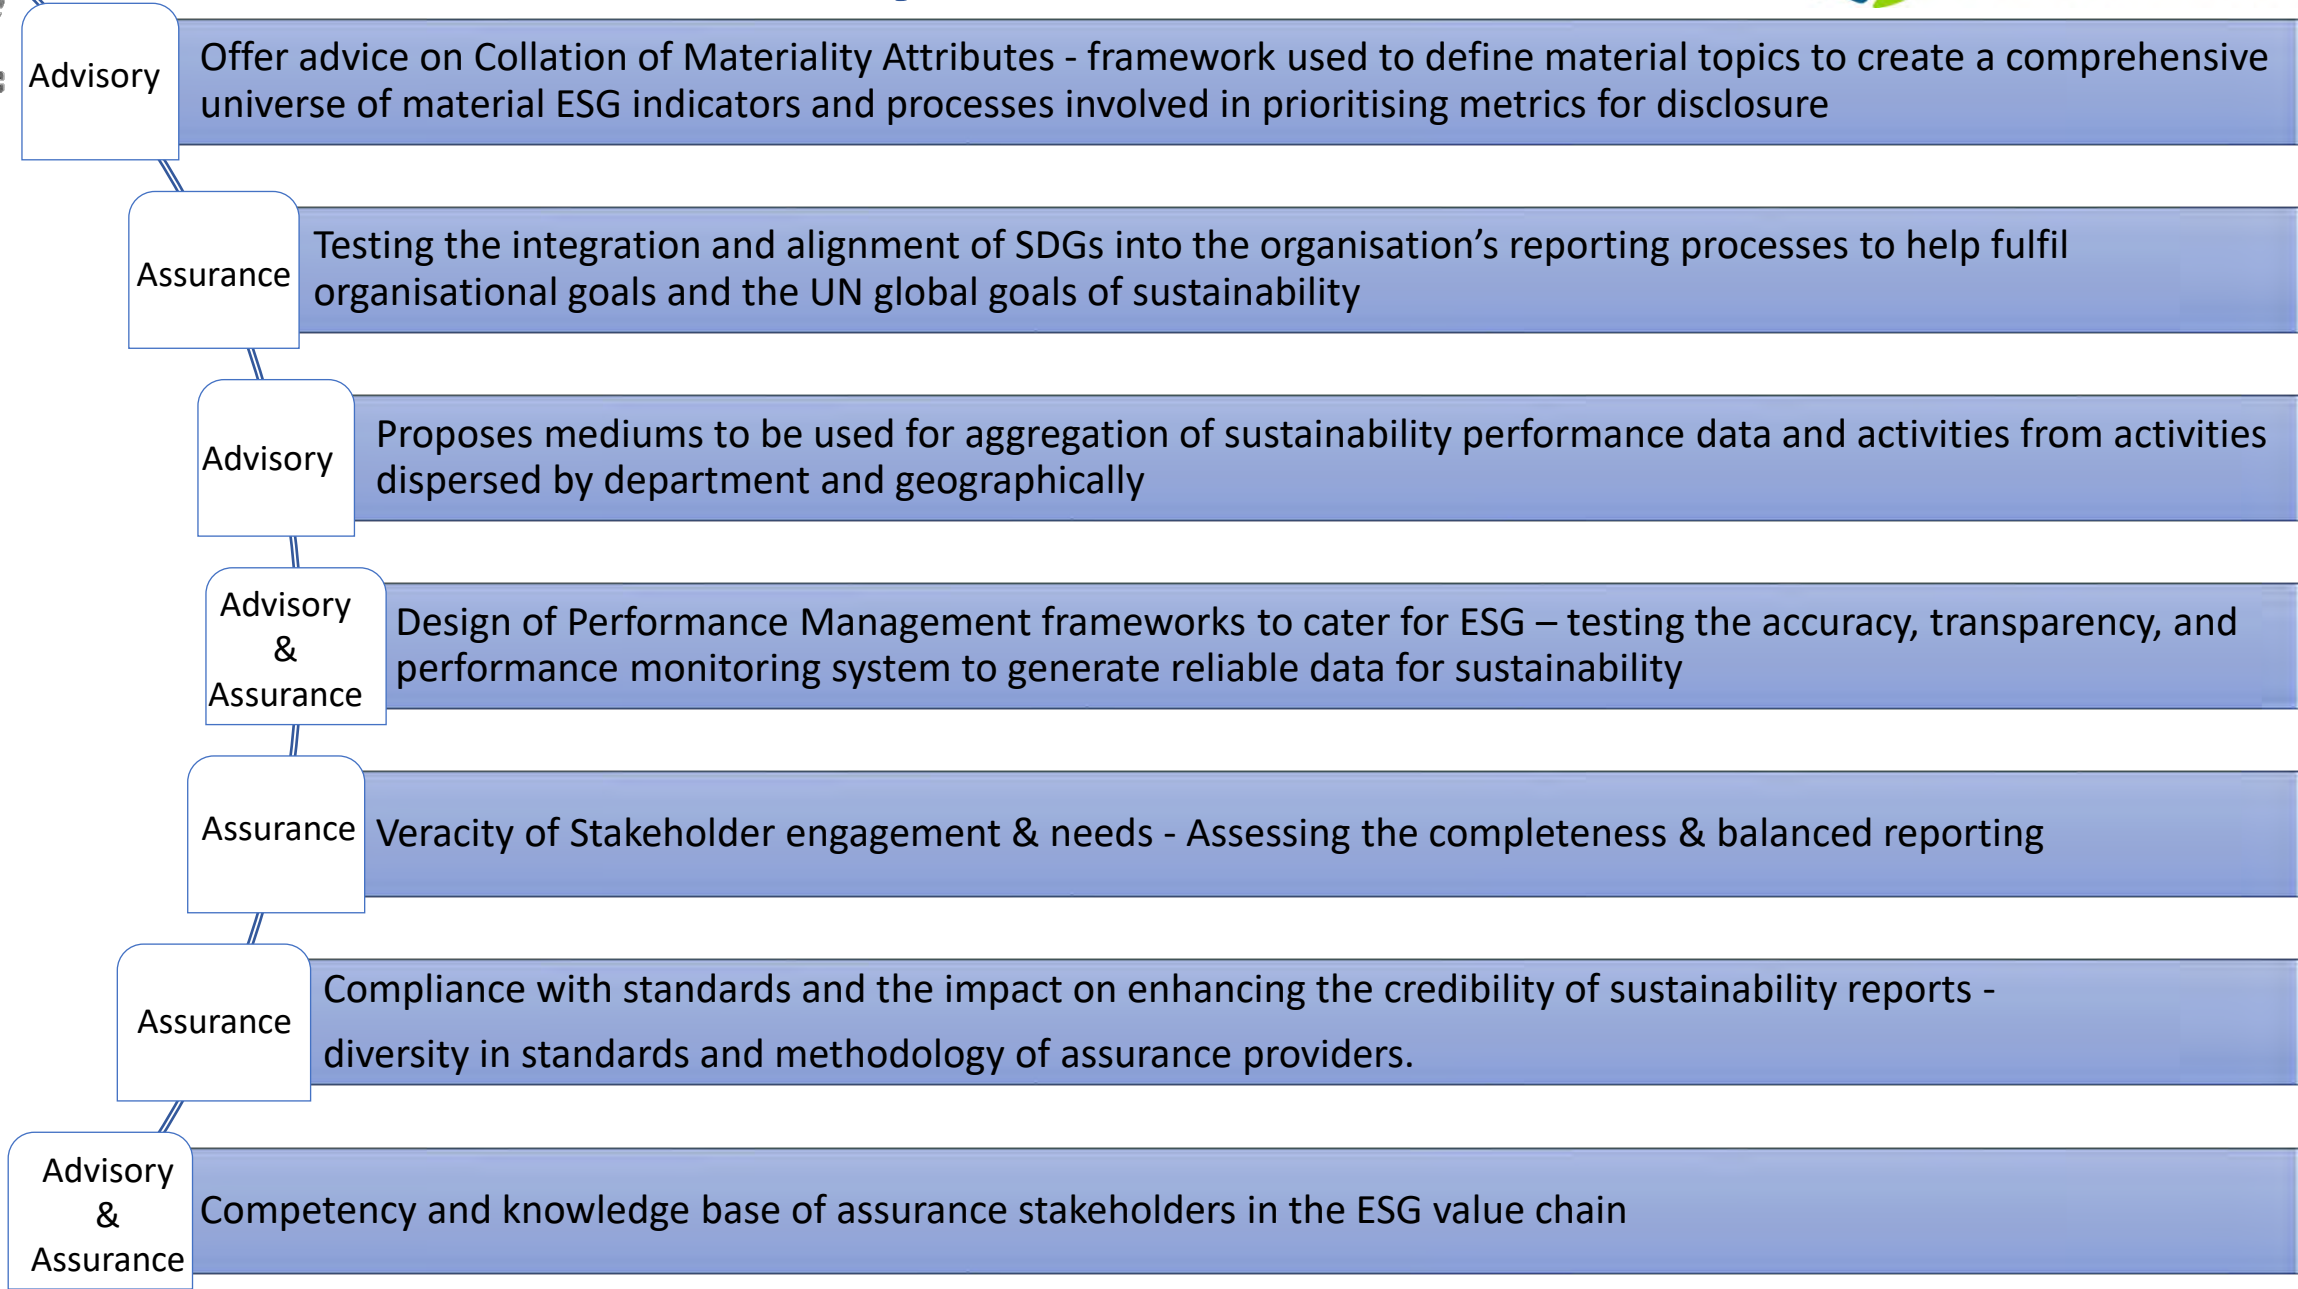 Advisory
Offer advice on Collation of Materiality Attributes - framework used to define material topics to create a comprehensive
universe of material ESG indicators and processes involved in prioritising metrics for disclosure
Assurance
Testing the integration and alignment of SDGs into the organisation’s reporting processes to help fulfil
organisational goals and the UN global goals of sustainability
Advisory
Proposes mediums to be used for aggregation of sustainability performance data and activities from activities
dispersed by department and geographically
Advisory
&
Assurance
Design of Performance Management frameworks to cater for ESG – testing the accuracy, transparency, and
performance monitoring system to generate reliable data for sustainability
Assurance
Veracity of Stakeholder engagement & needs - Assessing the completeness & balanced reporting
Assurance
Compliance with standards and the impact on enhancing the credibility of sustainability reports -
diversity in standards and methodology of assurance providers.
Advisory
&
Assurance
Competency and knowledge base of assurance stakeholders in the ESG value chain